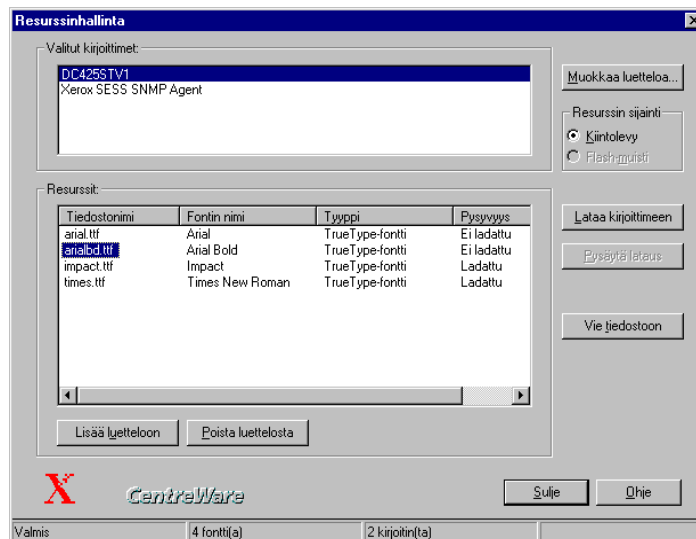 Resurssinhallinta
Valitut kirjoittimet:
DC425STV1
Xerox SESS SNMP Agent
Muokkaa luetteloa...
Resurssin sijainti
Kiintolevy
Flash-muisti
Resurssit:
Tiedostonimi Fontin nimi Tyyppi Pysyvyys
arial.ttf Arial TrueType-fontti Ei ladattu
arialbd.ttf Arial Bold TrueType-fontti Ei ladattu
impact.ttf Impact TrueType-fontti Ladattu
times.ttf Times New Roman TrueType-fontti Ladattu
Lataa kirjoittimeen
Pysäytä lataus
Vie tiedostoon
Lisää luetteloon Poista luettelosta
X CentreWare
Sulje Ohje
Valmis 4 fontti(a) 2 kirjoitin(ta)